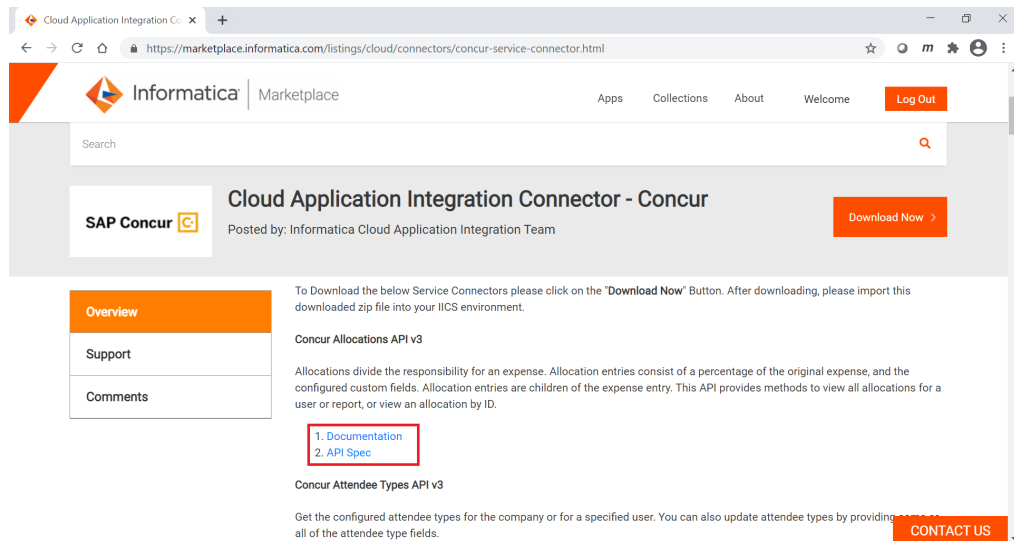 Cloud Application Integration Co
https://marketplace.informatica.com/listings/cloud/connectors/concur-service-connector.html
m
Informatica Marketplace
Apps Collections About Welcome Log Out
Search
SAP Concur C
Cloud Application Integration Connector - Concur
Posted by: Informatica Cloud Application Integration Team
Download Now >
Overview
Support
Comments
To Download the below Service Connectors please click on the "Download Now" Button. After downloading, please import this
downloaded zip file into your IICS environment.
Concur Allocations API v3
Allocations divide the responsibility for an expense. Allocation entries consist of a percentage of the original expense, and the
configured custom fields. Allocation entries are children of the expense entry. This API provides methods to view all allocations for a
user or report, or view an allocation by ID.
1. Documentation
2. API Spec
Concur Attendee Types API v3
Get the configured attendee types for the company or for a specified user. You can also update attendee types by providing
all of the attendee type fields.
CONTACT US